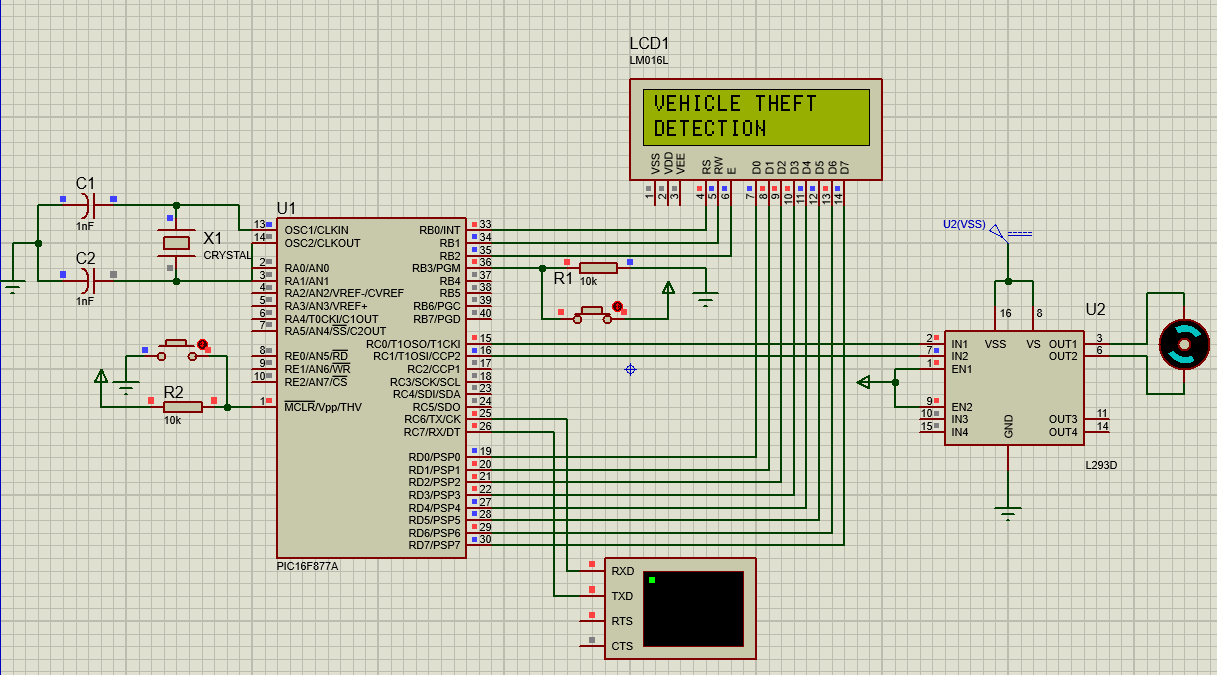 LCD1
LM016L
VEHICLE THEFT
DETECTION
VSS VDD VEE RS RW E D0 D1 D2 D3 D4 D5 D6 D7
1 2 3 4 5 6 7 8 9 10 11 12 13 14
C1
1nF
C2
1nF
X1
CRYSTAL
U1
13 OSC1/CLKIN
14 OSC2/CLKOUT
2 RA0/AN0
3 RA1/AN1
4 RA2/AN2/VREF-/CVREF
5 RA3/AN3/VREF+
6 RA4/T0CKI/C1OUT
7 RA5/AN4/SS/C2OUT
8 RE0/AN5/RD
9 RE1/AN6/WR
10 RE2/AN7/CS
1 MCLR/Vpp/THV
RB0/INT 33
RB1 34
RB2 35
RB3/PGM 36
RB4 37
RB5 38
RB6/PGC 39
RB7/PGD 40
RC0/T1OSO/T1CKI 15
RC1/T1OSI/CCP2 16
RC2/CCP1 17
RC3/SCK/SCL 18
RC4/SDI/SDA 23
RC5/SDO 24
RC6/TX/CK 25
RC7/RX/DT 26
RD0/PSP0 19
RD1/PSP1 20
RD2/PSP2 21
RD3/PSP3 22
RD4/PSP4 27
RD5/PSP5 28
RD6/PSP6 29
RD7/PSP7 30
PIC16F877A
R2
10k
R1
10k
U2(VSS)
U2
16 8
VSS VS
2 IN1
7 IN2
1 EN1
9 EN2
10 IN3
15 IN4
OUT1 3
OUT2 6
OUT3 11
OUT4 14
GND
L293D
RXD
TXD
RTS
CTS